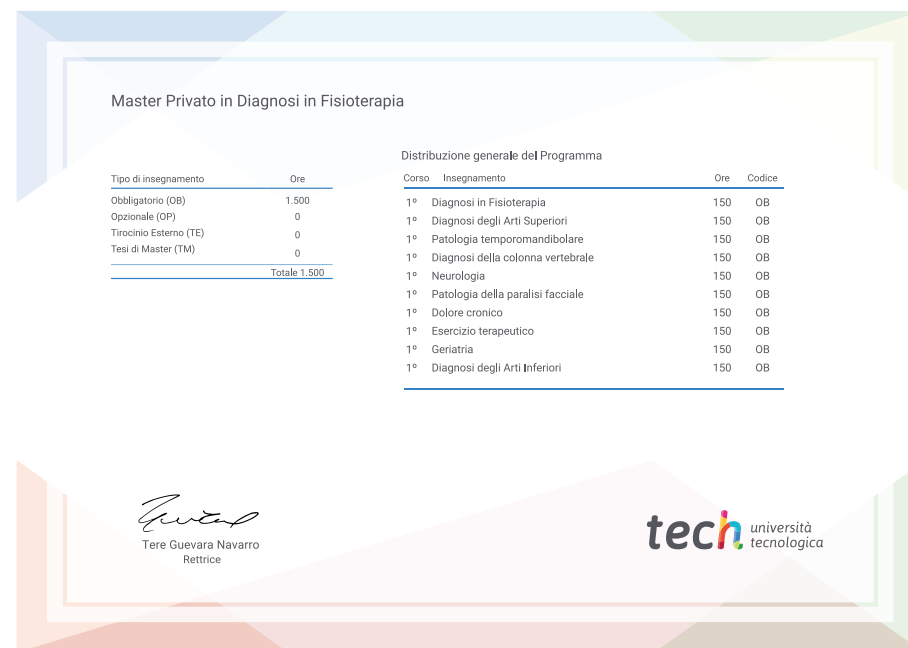 Master Privato in Diagnosi in Fisioterapia
Tipo di insegnamento Ore
Obbligatorio (OB) 1.500
Opzionale (OP) 0
Tirocinio Esterno (TE) 0
Tesi di Master (TM) 0
Totale 1.500
Distribuzione generale del Programma
Corso Insegnamento Ore Codice
1º Diagnosi in Fisioterapia 150 OB
1º Diagnosi degli Arti Superiori 150 OB
1º Patologia temporomandibolare 150 OB
1º Diagnosi della colonna vertebrale 150 OB
1º Neurologia 150 OB
1º Patologia della paralisi facciale 150 OB
1º Dolore cronico 150 OB
1º Esercizio terapeutico 150 OB
1º Geriatria 150 OB
1º Diagnosi degli Arti Inferiori 150 OB
Tere Guevara Navarro
Rettrice
tech università
tecnologica